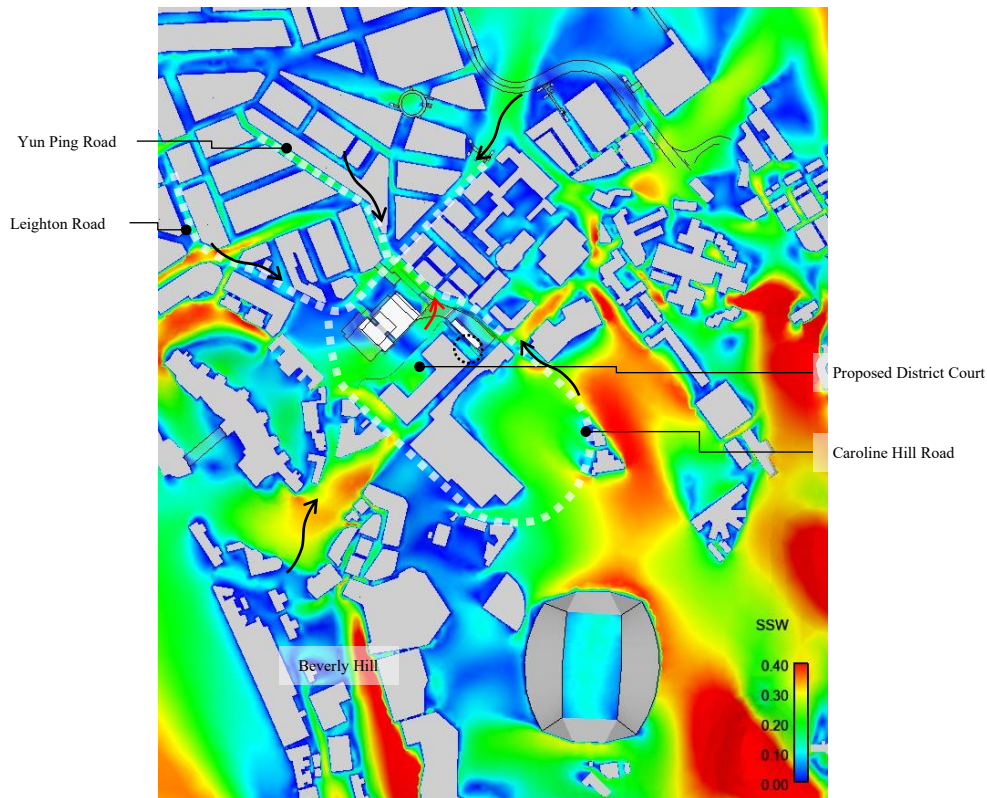 Yun Ping Road
Leighton Road
Proposed District Court
Caroline Hill Road
SSW
Beverly Hill
0.40
0.30
0.20
0.10
0.00